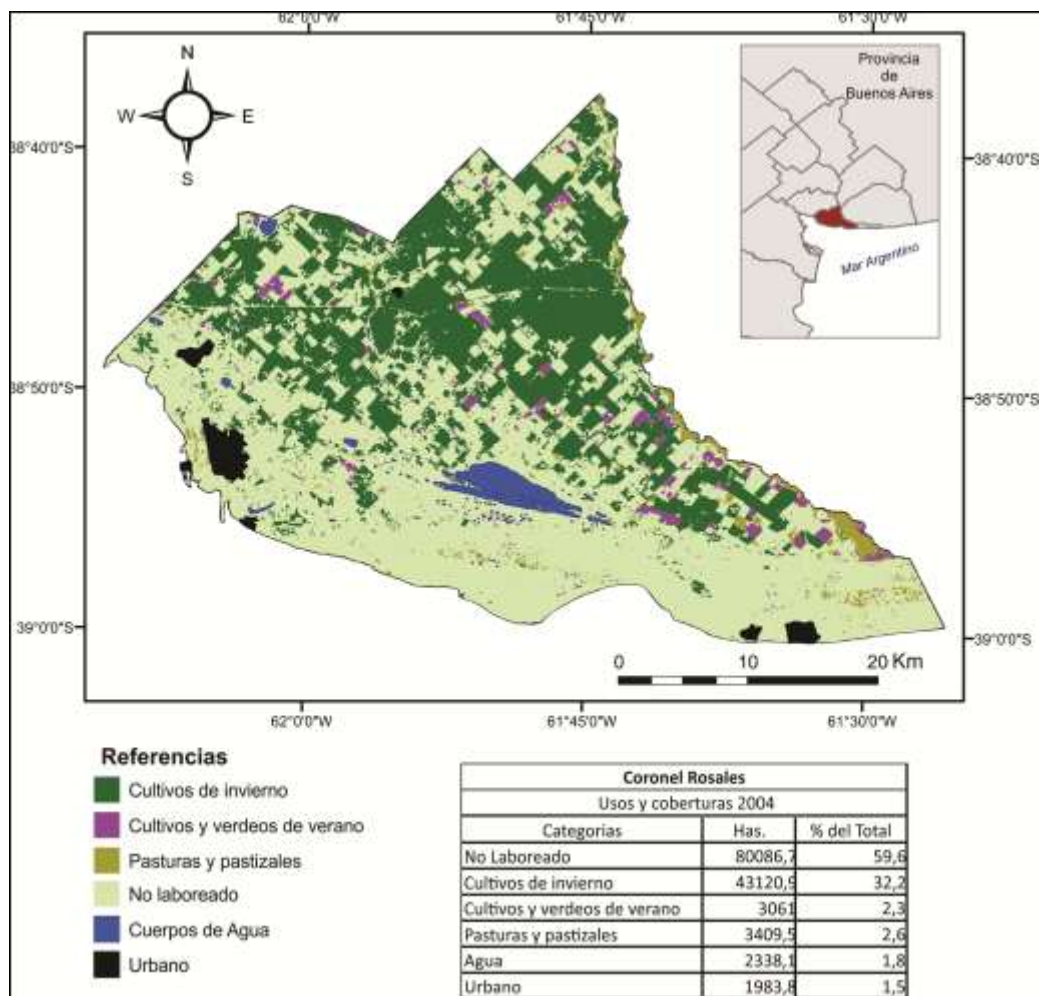 62°0'0"W 61°45'0"W 61°30'0"W
N
W E
S
Provincia
de
Buenos Aires
Mar Argentino
38°40'0"S 38°40'0"S
38°50'0"S 38°50'0"S
39°0'0"S 39°0'0"S
0 10 20 Km
62°0'0"W 61°45'0"W 61°30'0"W
Referencias
Cultivos de invierno
Cultivos y verdeos de verano
Pasturas y pastizales
No laboreado
Cuerpos de Agua
Urbano
Coronel Rosales
Usos y coberturas 2004
Categorias Has. % del Total
No Laboreado 80086,7 59,6
Cultivos de invierno 43120,9 32,2
Cultivos y verdeos de verano 3061 2,3
Pasturas y pastizales 3409,5 2,6
Agua 2338,1 1,8
Urbano 1983,8 1,5